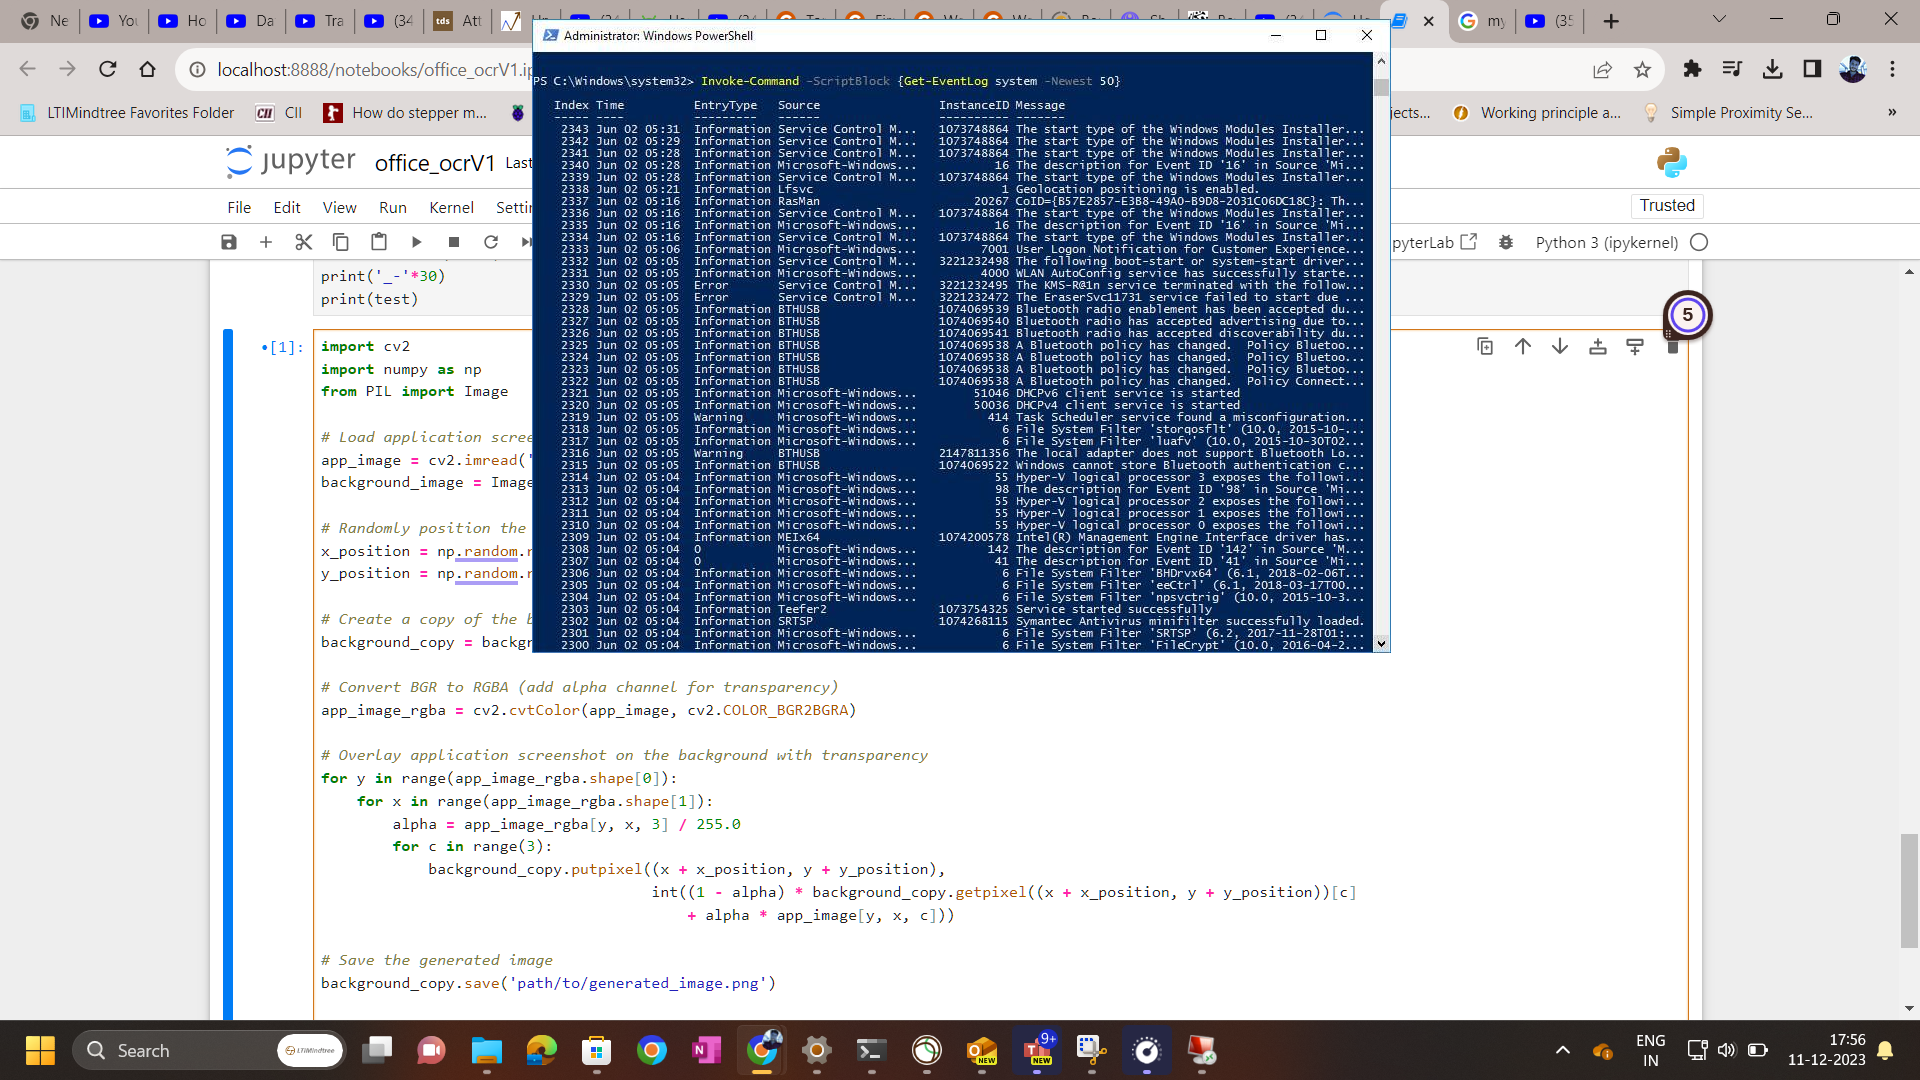 Ne
You
Ho
Da
Tra
(34
Att
(35
localhost:8888/notebooks/office_ocrV1.ip
LTIMindtree Favorites Folder
CII
How do stepper m...
jects...
Working principle a...
Simple Proximity Se...
»
jupyter office_ocrV1 Last
File Edit View Run Kernel Settin
Trusted
pyterLab
Python 3 (ipykernel)
5
Administrator: Windows PowerShell
PS C:\Windows\system32> Invoke-Command -ScriptBlock {Get-EventLog system -Newest 50}
Index Time EntryType Source InstanceID Message
----- ---- --------- ------ ---------- -------
2343 Jun 02 05:31 Information Service Control M... 1073748864 The start type of the Windows Modules Installer...
2342 Jun 02 05:29 Information Service Control M... 1073748864 The start type of the Windows Modules Installer...
2341 Jun 02 05:28 Information Service Control M... 1073748864 The start type of the Windows Modules Installer...
2340 Jun 02 05:28 Information Microsoft-Windows... 16 The description for Event ID '16' in Source 'Mi...
2339 Jun 02 05:28 Information Service Control M... 1073748864 The start type of the Windows Modules Installer...
2338 Jun 02 05:21 Information Lfsvc 1 Geolocation positioning is enabled.
2337 Jun 02 05:16 Information RasMan 20267 CoID={B57E2857-E3B8-49A0-B9D8-2031C06DC18C}: Th...
2336 Jun 02 05:16 Information Service Control M... 1073748864 The start type of the Windows Modules Installer...
2335 Jun 02 05:16 Information Microsoft-Windows... 16 The description for Event ID '16' in Source 'Mi...
2334 Jun 02 05:16 Information Service Control M... 1073748864 The start type of the Windows Modules Installer...
2333 Jun 02 05:06 Information Microsoft-Windows... 7001 User Logon Notification for Customer Experience...
2332 Jun 02 05:05 Information Service Control M... 3221232498 The following boot-start or system-start driver...
2331 Jun 02 05:05 Information Microsoft-Windows... 4000 WLAN AutoConfig service has successfully starte...
2330 Jun 02 05:05 Error Service Control M... 3221232495 The KMS-R@1n service terminated with the follow...
2329 Jun 02 05:05 Error Service Control M... 3221232472 The EraserSvc11731 service failed to start due ...
2328 Jun 02 05:05 Information BTHUSB 1074069539 Bluetooth radio enablement has been accepted du...
2327 Jun 02 05:05 Information BTHUSB 1074069540 Bluetooth radio has accepted advertising due to...
2326 Jun 02 05:05 Information BTHUSB 1074069541 Bluetooth radio has accepted discoverability du...
2325 Jun 02 05:05 Information BTHUSB 1074069538 A Bluetooth policy has changed. Policy Bluetoo...
2324 Jun 02 05:05 Information BTHUSB 1074069538 A Bluetooth policy has changed. Policy Bluetoo...
2323 Jun 02 05:05 Information BTHUSB 1074069538 A Bluetooth policy has changed. Policy Bluetoo...
2322 Jun 02 05:05 Information BTHUSB 1074069538 A Bluetooth policy has changed. Policy Connect...
2321 Jun 02 05:05 Information Microsoft-Windows... 51046 DHCPv6 client service is started
2320 Jun 02 05:05 Information Microsoft-Windows... 50036 DHCPv4 client service is started
2319 Jun 02 05:05 Warning Microsoft-Windows... 414 Task Scheduler service found a misconfiguration...
2318 Jun 02 05:05 Information Microsoft-Windows... 6 File System Filter 'storqosflt' (10.0, 2015-10-...
2317 Jun 02 05:05 Information Microsoft-Windows... 6 File System Filter 'luafv' (10.0, 2015-10-30T02...
2316 Jun 02 05:05 Warning BTHUSB 2147811356 The local adapter does not support Bluetooth Lo...
2315 Jun 02 05:05 Information BTHUSB 1074069522 Windows cannot store Bluetooth authentication c...
2314 Jun 02 05:04 Information Microsoft-Windows... 55 Hyper-V logical processor 3 exposes the followi...
2313 Jun 02 05:04 Information Microsoft-Windows... 98 The description for Event ID '98' in Source 'Mi...
2312 Jun 02 05:04 Information Microsoft-Windows... 55 Hyper-V logical processor 2 exposes the followi...
2311 Jun 02 05:04 Information Microsoft-Windows... 55 Hyper-V logical processor 1 exposes the followi...
2310 Jun 02 05:04 Information Microsoft-Windows... 55 Hyper-V logical processor 0 exposes the followi...
2309 Jun 02 05:04 Information MEIx64 1074200578 Intel(R) Management Engine Interface driver has...
2308 Jun 02 05:04 0 Microsoft-Windows... 142 The description for Event ID '142' in Source 'M...
2307 Jun 02 05:04 0 Microsoft-Windows... 41 The description for Event ID '41' in Source 'Mi...
2306 Jun 02 05:04 Information Microsoft-Windows... 6 File System Filter 'BHDrvx64' (6.1, 2018-02-06T...
2305 Jun 02 05:04 Information Microsoft-Windows... 6 File System Filter 'eeCtrl' (6.1, 2018-03-17T00...
2304 Jun 02 05:04 Information Microsoft-Windows... 6 File System Filter 'npsvctrig' (10.0, 2015-10-3...
2303 Jun 02 05:04 Information Teefer2 1073754325 Service started successfully
2302 Jun 02 05:04 Information SRTSP 1074268115 Symantec Antivirus minifilter successfully loaded.
2301 Jun 02 05:04 Information Microsoft-Windows... 6 File System Filter 'SRTSP' (6.2, 2017-11-28T01:...
2300 Jun 02 05:04 Information Microsoft-Windows... 6 File System Filter 'FileCrypt' (10.0, 2016-04-2...
print('_-'*30)
print(test)
•[1]:
import cv2
import numpy as np
from PIL import Image
# Load application scree
app_image = cv2.imread('
background_image = Image
# Randomly position the
x_position = np.random.r
y_position = np.random.r
# Create a copy of the b
background_copy = backgr
# Convert BGR to RGBA (add alpha channel for transparency)
app_image_rgba = cv2.cvtColor(app_image, cv2.COLOR_BGR2BGRA)
# Overlay application screenshot on the background with transparency
for y in range(app_image_rgba.shape[0]):
for x in range(app_image_rgba.shape[1]):
alpha = app_image_rgba[y, x, 3] / 255.0
for c in range(3):
background_copy.putpixel((x + x_position, y + y_position),
int((1 - alpha) * background_copy.getpixel((x + x_position, y + y_position))[c]
+ alpha * app_image[y, x, c]))
# Save the generated image
background_copy.save('path/to/generated_image.png')
Search
LTIMindtree
NEW
9+
NEW
ENG
IN
17:56
11-12-2023